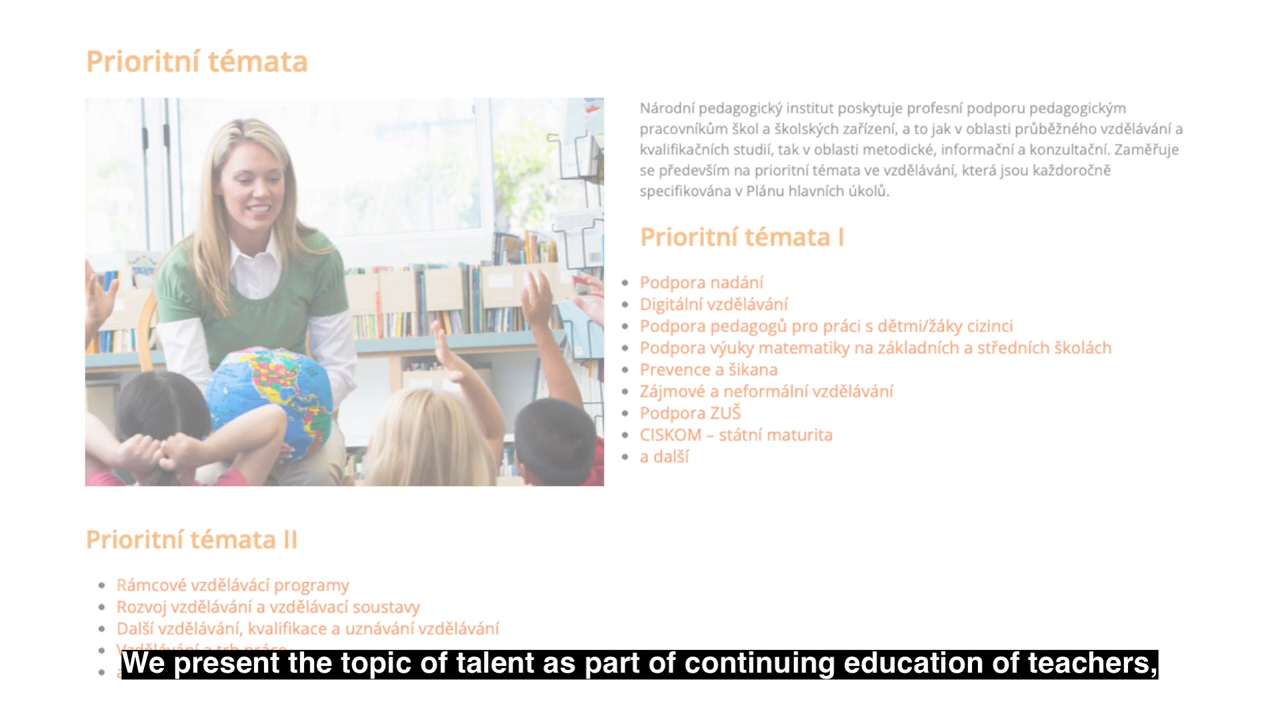 Prioritní témata
Národní pedagogický institut poskytuje profesní podporu pedagogickým
pracovníkům škol a školských zařízení, a to jak v oblasti průběžného vzdělávání a
kvalifikačních studií, tak v oblasti metodické, informační a konzultační. Zaměřuje
se především na prioritní témata ve vzdělávání, která jsou každoročně
specifikována v Plánu hlavních úkolů.
Prioritní témata I
Podpora nadání
Digitální vzdělávání
Podpora pedagogů pro práci s dětmi/žáky cizinci
Podpora výuky matematiky na základních a středních školách
Prevence a šikana
Zájmové a neformální vzdělávání
Podpora ZUŠ
CISKOM – státní maturita
a další
Prioritní témata II
Rámcové vzdělávácí programy
Rozvoj vzdělávání a vzdělávací soustavy
Další vzdělávání, kvalifikace a uznávání vzdělávání
Vzdělávání a trh práce
We present the topic of talent as part of continuing education of teachers,